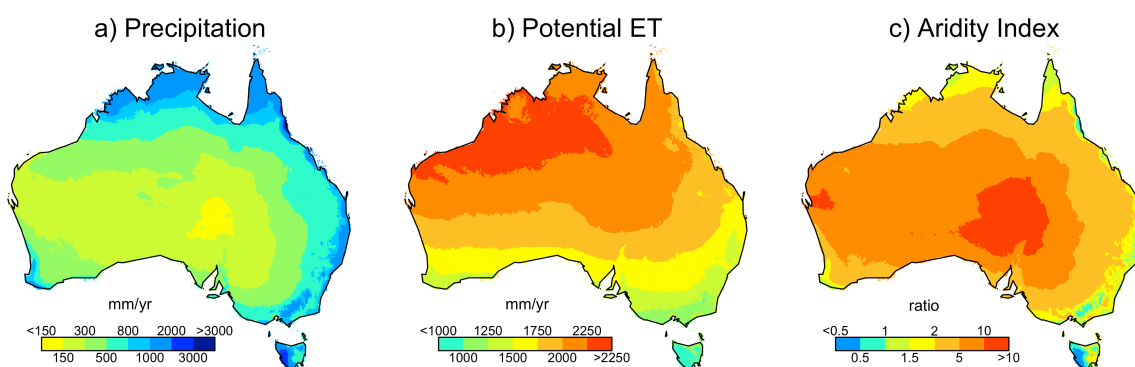 a) Precipitation
b) Potential ET
c) Aridity Index
mm/yr
<150 300 800 2000 >3000
150 500 1000 3000
mm/yr
<1000 1250 1750 2250
1000 1500 2000 >2250
ratio
<0.5 1 2 10
0.5 1.5 5 >10